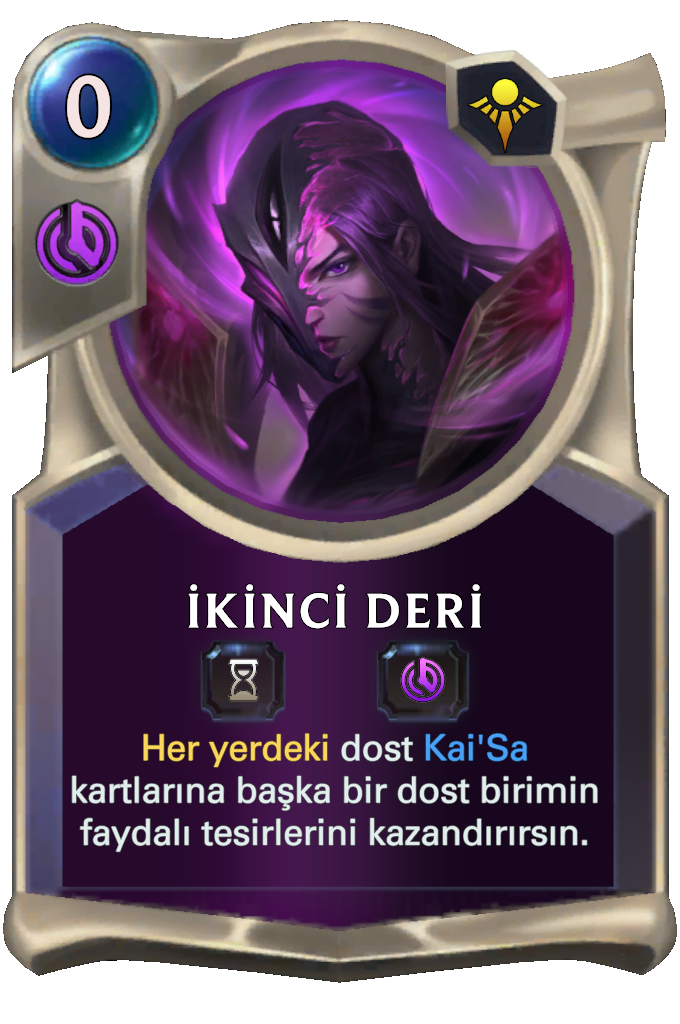 0
İKİNCİ DERİ
Her yerdeki dost Kai'Sa
kartlarına başka bir dost birimin
faydalı tesirlerini kazandırırsın.